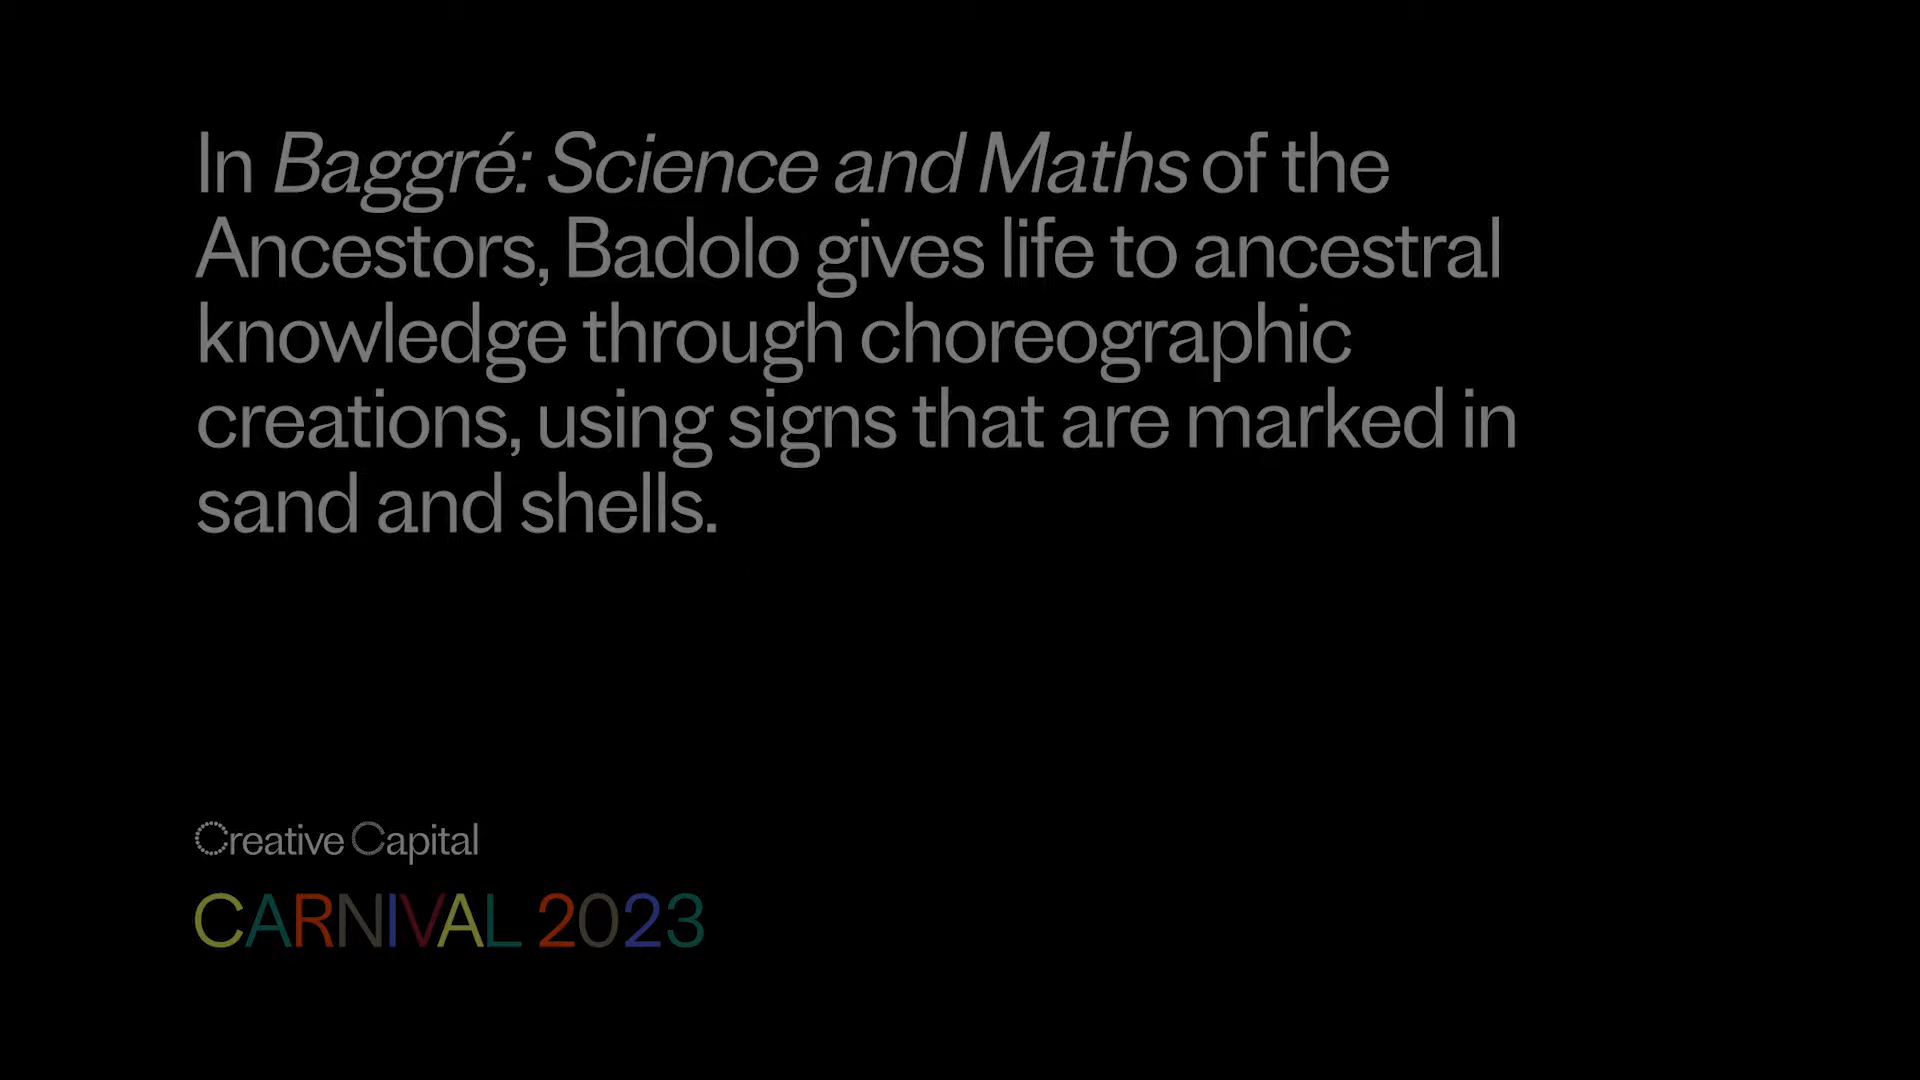 In Baggré: Science and Maths of the
Ancestors, Badolo gives life to ancestral
knowledge through choreographic
creations, using signs that are marked in
sand and shells.
Creative Capital
CARNIVAL 2023